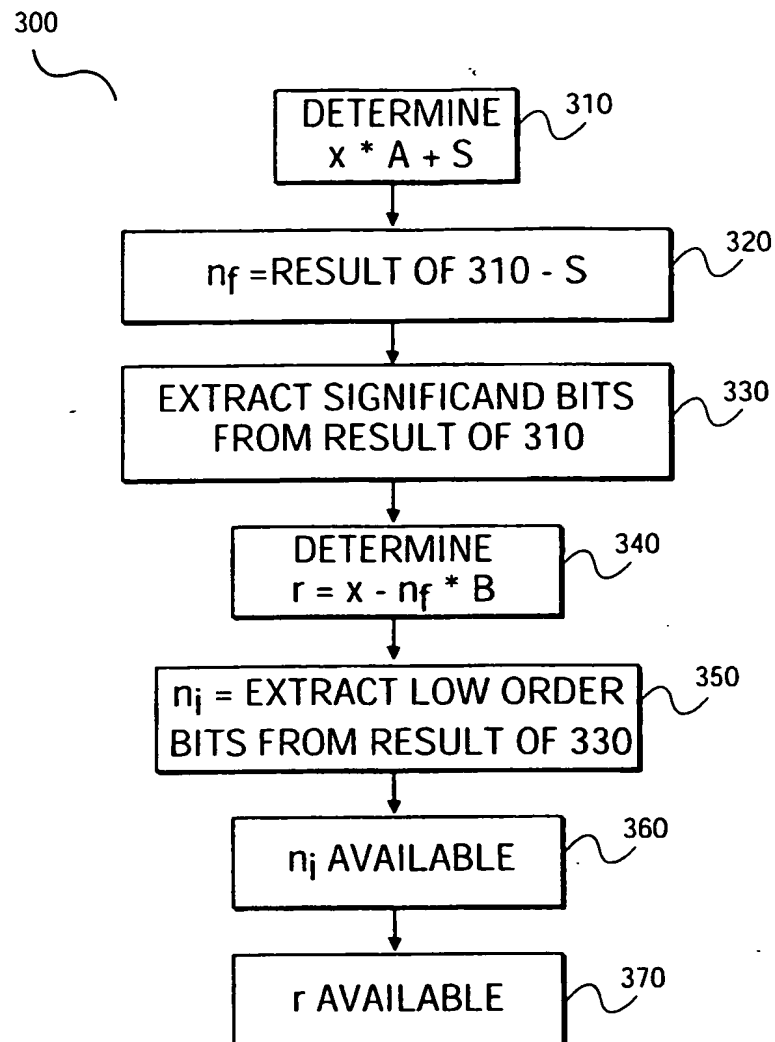 300
DETERMINE
x * A + S
310
nf =RESULT OF 310 - S
320
EXTRACT SIGNIFICAND BITS
FROM RESULT OF 310
330
DETERMINE
r = x - nf * B
340
ni = EXTRACT LOW ORDER
BITS FROM RESULT OF 330
350
ni AVAILABLE
360
r AVAILABLE
370